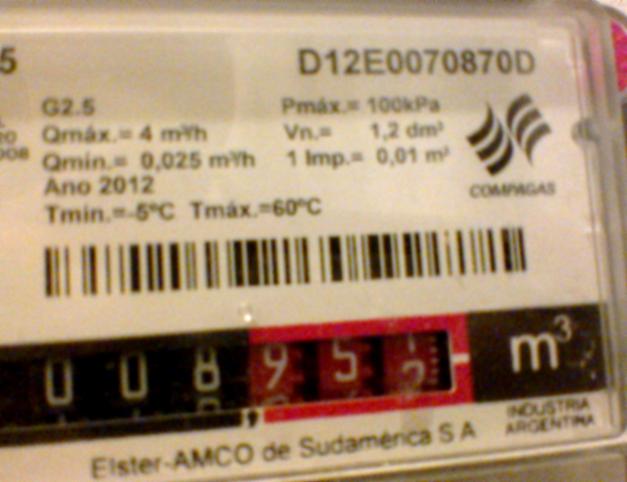 5
D12E0070870D
G2.5
Qmáx.= 4 m³/h
Qmin.= 0,025 m³/h
Ano 2012
Tmin.=-5ºC Tmáx.=60ºC
Pmáx.= 100kPa
Vn.= 1,2 dm³
1 Imp.= 0,01 m³
COMPAGAS
0 0 8 , 9 5
m³
INDUSTRIA
ARGENTINA
Elster-AMCO de Sudamérica S A